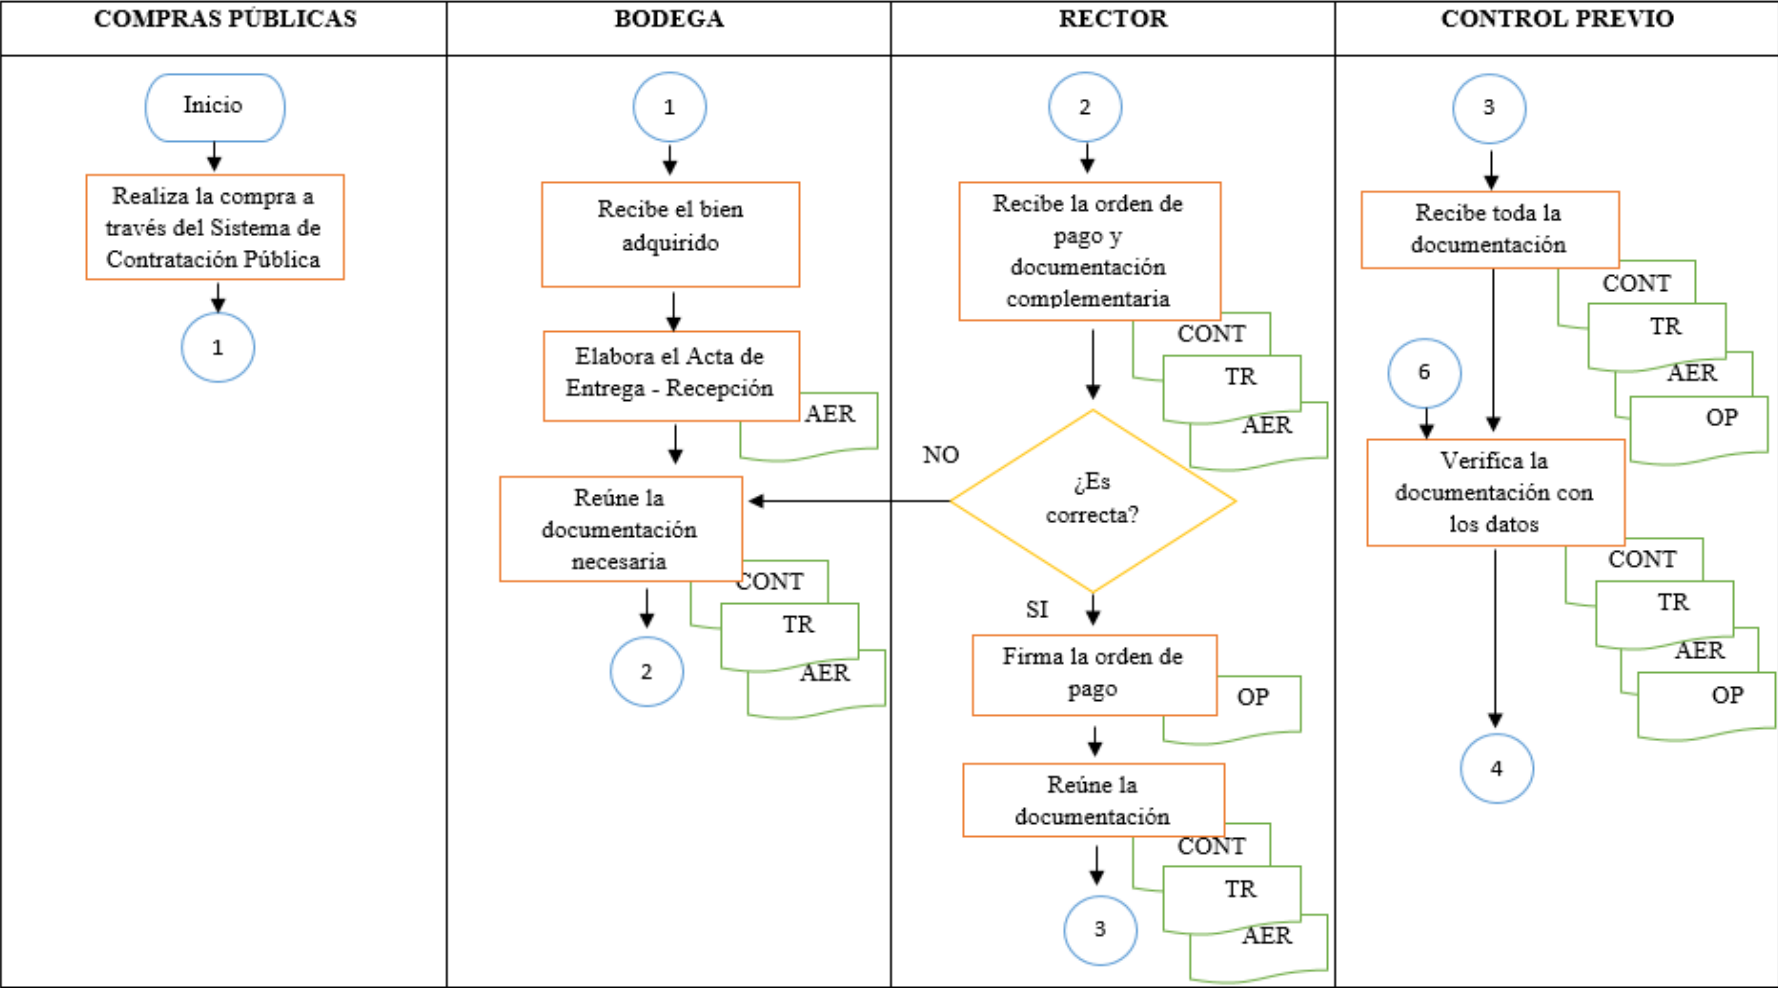 COMPRAS PÚBLICAS
Inicio
Realiza la compra a
través del Sistema de
Contratación Pública
1
BODEGA
1
Recibe el bien
adquirido
Elabora el Acta de
Entrega - Recepción
AER
Reúne la
documentación
necesaria
CONT
TR
AER
2
RECTOR
2
Recibe la orden de
pago y
documentación
complementaria
CONT
TR
AER
NO
¿Es
correcta?
SI
Firma la orden de
pago
OP
Reúne la
documentación
CONT
TR
AER
3
CONTROL PREVIO
3
Recibe toda la
documentación
CONT
TR
AER
OP
6
Verifica la
documentación con
los datos
CONT
TR
AER
OP
4